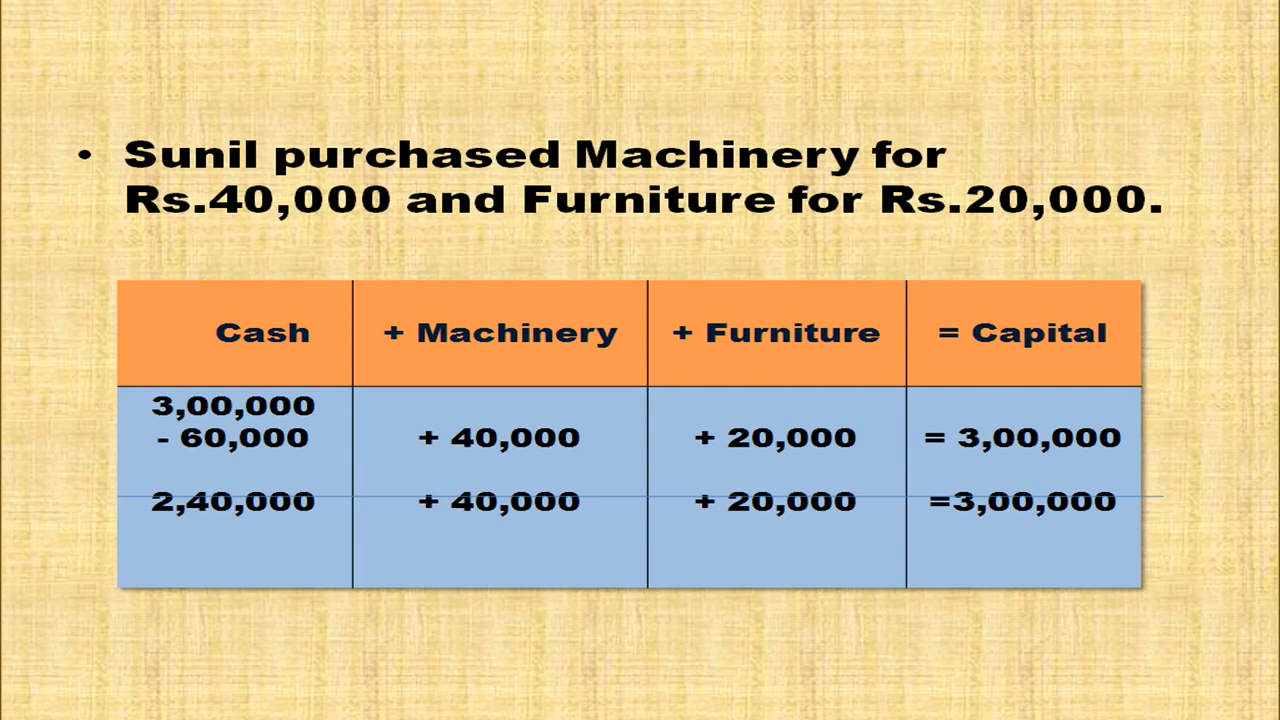 • Sunil purchased Machinery for
Rs.40,000 and Furniture for Rs.20,000.
Cash + Machinery + Furniture = Capital
3,00,000
- 60,000 + 40,000 + 20,000 = 3,00,000
2,40,000 + 40,000 + 20,000 =3,00,000